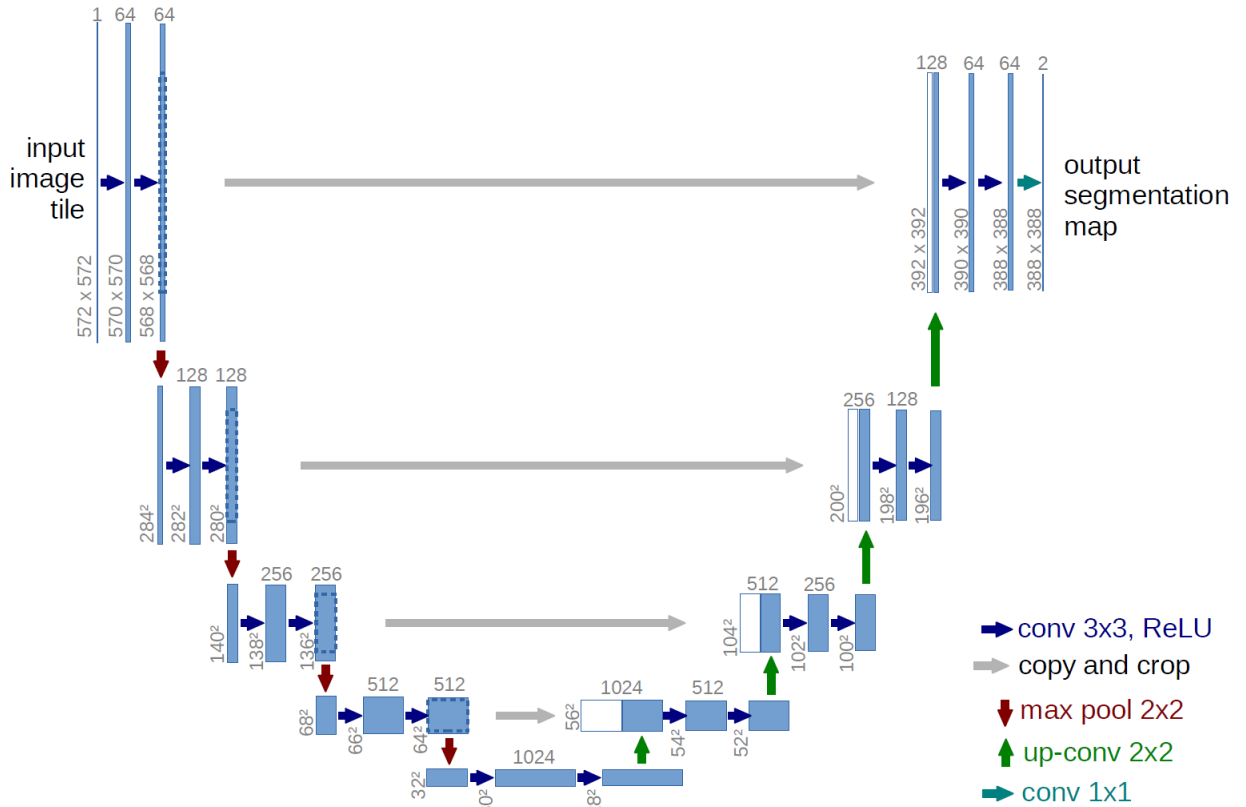 1 64 64
128 64 64 2
input
image
tile
output
segmentation
map
572 x 572
570 x 570
568 x 568
392 x 392
390 x 390
388 x 388
388 x 388
128 128
256 128
284²
282²
280²
200²
198²
196²
256 256
512 256
140²
138²
136²
104²
102²
100²
512 512
1024 512
68²
66²
64²
56²
54²
52²
1024
32²
conv 3x3, ReLU
copy and crop
max pool 2x2
up-conv 2x2
conv 1x1